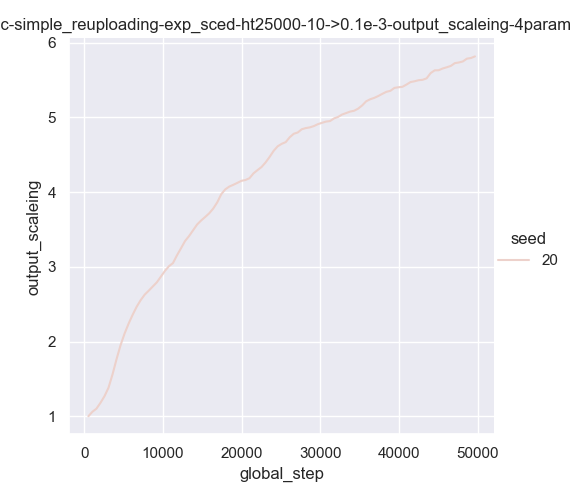 c-simple_reuploading-exp_sced-ht25000-10->0.1e-3-output_scaleing-4param
6
5
4
3
2
1
output_scaleing
0 10000 20000 30000 40000 50000
global_step
seed
20